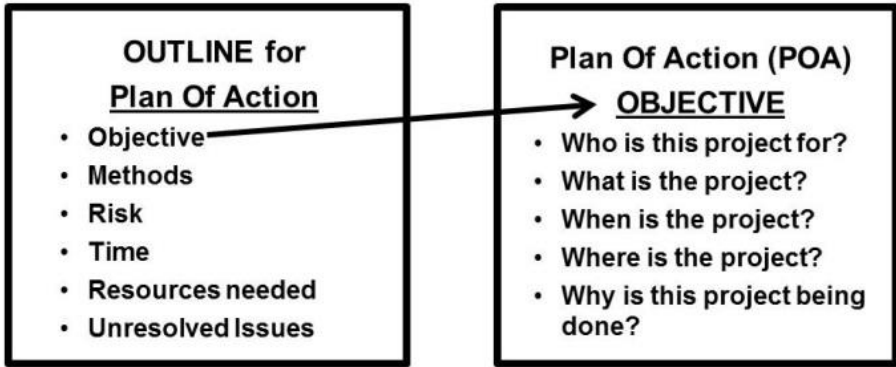 OUTLINE for
Plan Of Action
• Objective
• Methods
• Risk
• Time
• Resources needed
• Unresolved Issues
Plan Of Action (POA)
OBJECTIVE
• Who is this project for?
• What is the project?
• When is the project?
• Where is the project?
• Why is this project being
done?